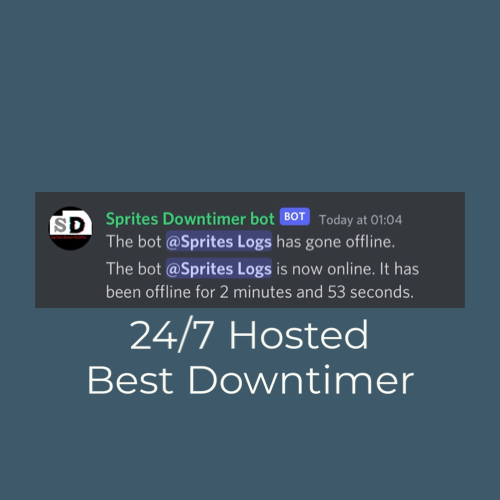 SD
Sprites Downtimer bot BOT Today at 01:04
The bot @Sprites Logs has gone offline.
The bot @Sprites Logs is now online. It has
been offline for 2 minutes and 53 seconds.
24/7 Hosted
Best Downtimer